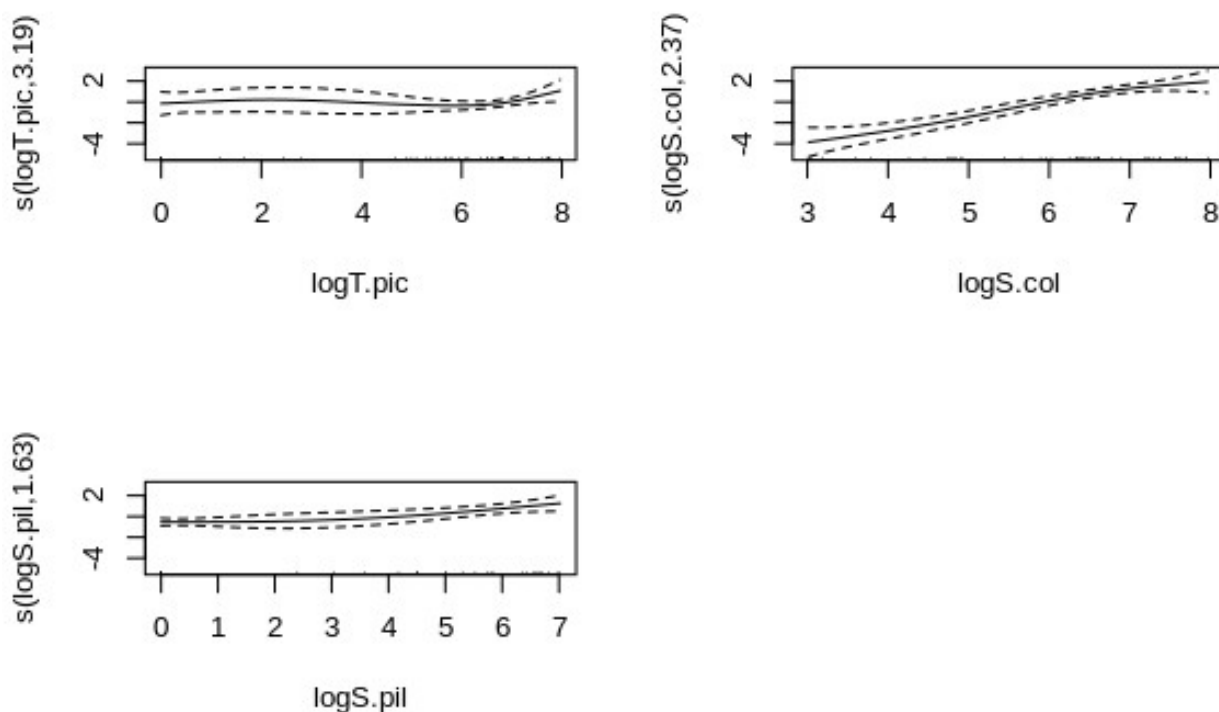 s(logT.pic,3.19)
2
-4
0 2 4 6 8
logT.pic
s(logS.col,2.37)
2
-4
3 4 5 6 7 8
logS.col
s(logS.pil,1.63)
2
-4
0 1 2 3 4 5 6 7
logS.pil